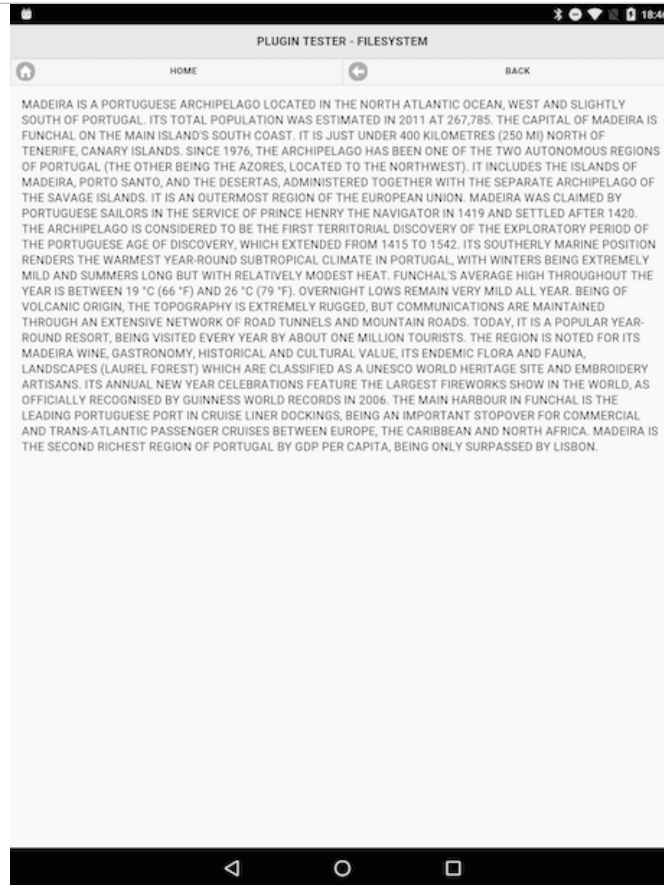 18:46
PLUGIN TESTER - FILESYSTEM
HOME
BACK
MADEIRA IS A PORTUGUESE ARCHIPELAGO LOCATED IN THE NORTH ATLANTIC OCEAN, WEST AND SLIGHTLY
SOUTH OF PORTUGAL. ITS TOTAL POPULATION WAS ESTIMATED IN 2011 AT 267,785. THE CAPITAL OF MADEIRA IS
FUNCHAL ON THE MAIN ISLAND'S SOUTH COAST. IT IS JUST UNDER 400 KILOMETRES (250 MI) NORTH OF
TENERIFE, CANARY ISLANDS. SINCE 1976, THE ARCHIPELAGO HAS BEEN ONE OF THE TWO AUTONOMOUS REGIONS
OF PORTUGAL (THE OTHER BEING THE AZORES, LOCATED TO THE NORTHWEST). IT INCLUDES THE ISLANDS OF
MADEIRA, PORTO SANTO, AND THE DESERTAS, ADMINISTERED TOGETHER WITH THE SEPARATE ARCHIPELAGO OF
THE SAVAGE ISLANDS. IT IS AN OUTERMOST REGION OF THE EUROPEAN UNION. MADEIRA WAS CLAIMED BY
PORTUGUESE SAILORS IN THE SERVICE OF PRINCE HENRY THE NAVIGATOR IN 1419 AND SETTLED AFTER 1420.
THE ARCHIPELAGO IS CONSIDERED TO BE THE FIRST TERRITORIAL DISCOVERY OF THE EXPLORATORY PERIOD OF
THE PORTUGUESE AGE OF DISCOVERY, WHICH EXTENDED FROM 1415 TO 1542. ITS SOUTHERLY MARINE POSITION
RENDERS THE WARMEST YEAR-ROUND SUBTROPICAL CLIMATE IN PORTUGAL, WITH WINTERS BEING EXTREMELY
MILD AND SUMMERS LONG BUT WITH RELATIVELY MODEST HEAT. FUNCHAL'S AVERAGE HIGH THROUGHOUT THE
YEAR IS BETWEEN 19 °C (66 °F) AND 26 °C (79 °F). OVERNIGHT LOWS REMAIN VERY MILD ALL YEAR. BEING OF
VOLCANIC ORIGIN, THE TOPOGRAPHY IS EXTREMELY RUGGED, BUT COMMUNICATIONS ARE MAINTAINED
THROUGH AN EXTENSIVE NETWORK OF ROAD TUNNELS AND MOUNTAIN ROADS. TODAY, IT IS A POPULAR YEAR-
ROUND RESORT, BEING VISITED EVERY YEAR BY ABOUT ONE MILLION TOURISTS. THE REGION IS NOTED FOR ITS
MADEIRA WINE, GASTRONOMY, HISTORICAL AND CULTURAL VALUE, ITS ENDEMIC FLORA AND FAUNA,
LANDSCAPES (LAUREL FOREST) WHICH ARE CLASSIFIED AS A UNESCO WORLD HERITAGE SITE AND EMBROIDERY
ARTISANS. ITS ANNUAL NEW YEAR CELEBRATIONS FEATURE THE LARGEST FIREWORKS SHOW IN THE WORLD, AS
OFFICIALLY RECOGNISED BY GUINNESS WORLD RECORDS IN 2006. THE MAIN HARBOUR IN FUNCHAL IS THE
LEADING PORTUGUESE PORT IN CRUISE LINER DOCKINGS, BEING AN IMPORTANT STOPOVER FOR COMMERCIAL
AND TRANS-ATLANTIC PASSENGER CRUISES BETWEEN EUROPE, THE CARIBBEAN AND NORTH AFRICA. MADEIRA IS
THE SECOND RICHEST REGION OF PORTUGAL BY GDP PER CAPITA, BEING ONLY SURPASSED BY LISBON.